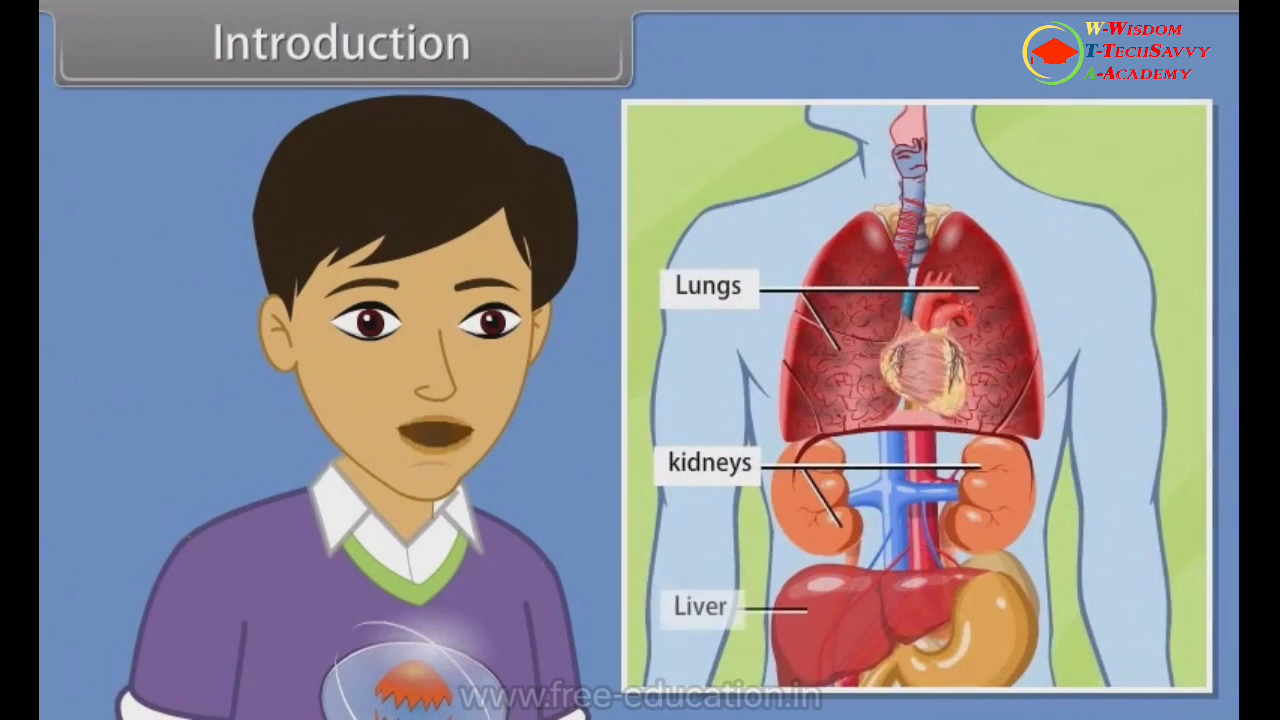 Introduction
W-Wisdom
T-TechSavvy
A-Academy
Lungs
kidneys
Liver
www.free-education.in